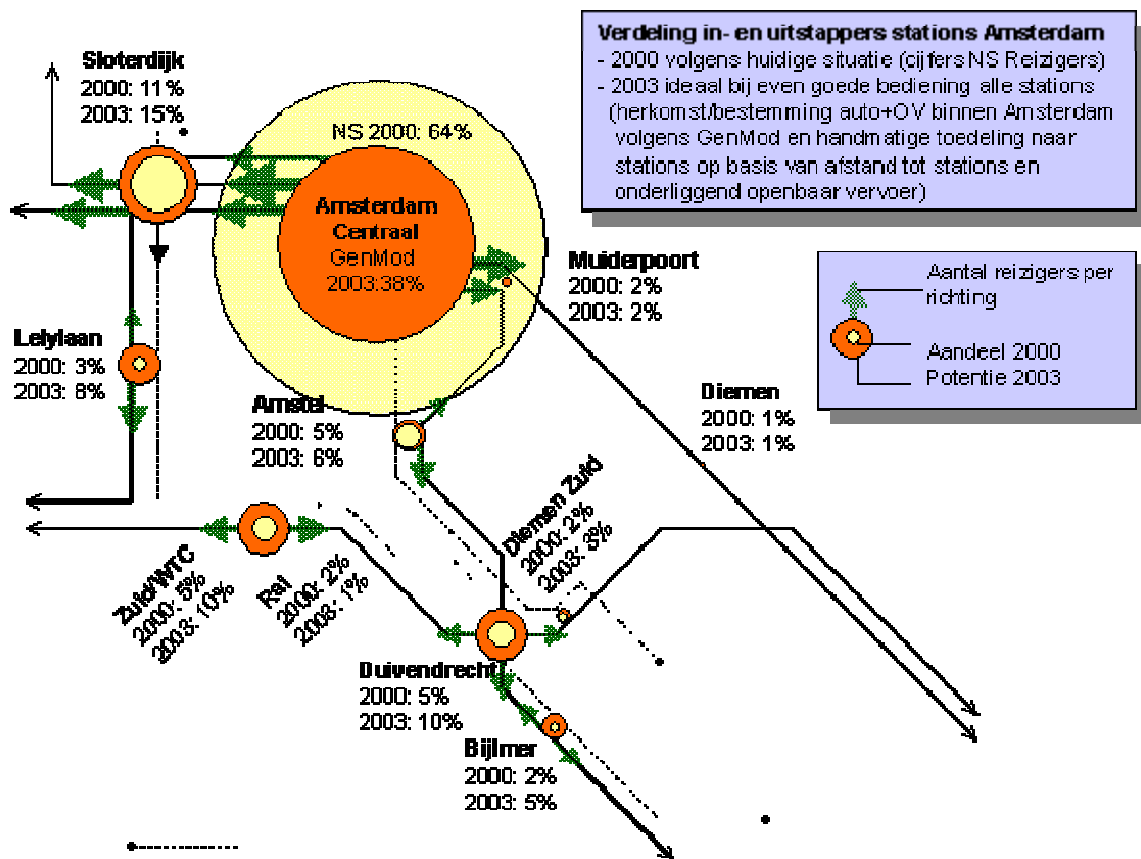 Verdeling in- en uitstappers stations Amsterdam
- 2000 volgens huidige situatie (cijfers NS Reizigers)
- 2003 ideaal bij even goede bediening alle stations
(herkomst/bestemming auto+OV binnen Amsterdam
volgens GenMod en handmatige toedeling naar
stations op basis van afstand tot stations en
onderliggend openbaar vervoer)
Sloterdijk
2000: 11%
2003: 15%
NS 2000: 64%
Amsterdam
Centraal
GenMod
2003:38%
Muiderpoort
2000: 2%
2003: 2%
Aantal reizigers per
richting
Aandeel 2000
Potentie 2003
Lelylaan
2000: 3%
2003: 8%
Amstel
2000: 5%
2003: 6%
Diemen
2000: 1%
2003: 1%
Diemen Zuid
2000: 2%
2003: 3%
Zuid/WTC
2000: 5%
2003: 10%
Rai
2000: 2%
2003: 1%
Duivendrecht
2000: 5%
2003: 10%
Bijlmer
2000: 2%
2003: 5%